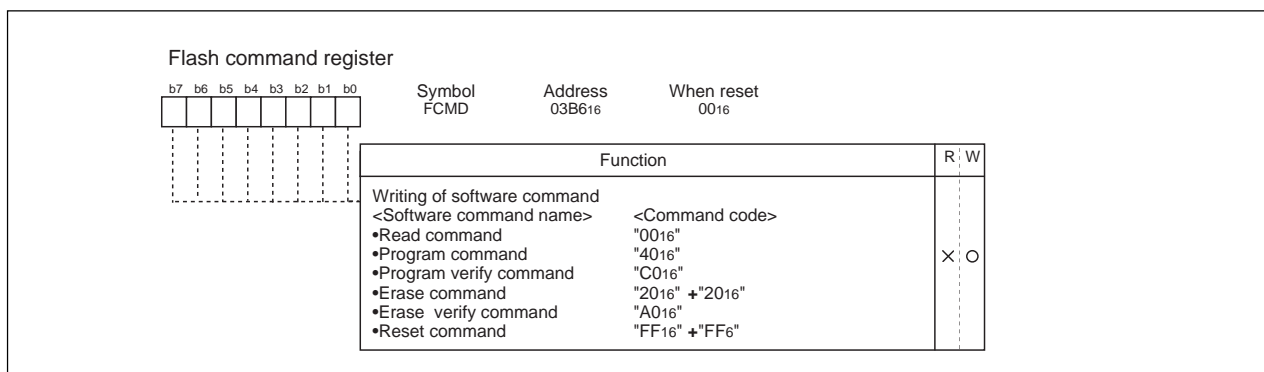 Flash command register
b7 b6 b5 b4 b3 b2 b1 b0
Symbol Address When reset
FCMD 03B616 0016
Function R W
Writing of software command
<Software command name> <Command code>
•Read command "0016"
•Program command "4016"
•Program verify command "C016"
•Erase command "2016" +"2016"
•Erase verify command "A016"
•Reset command "FF16" +"FF6"